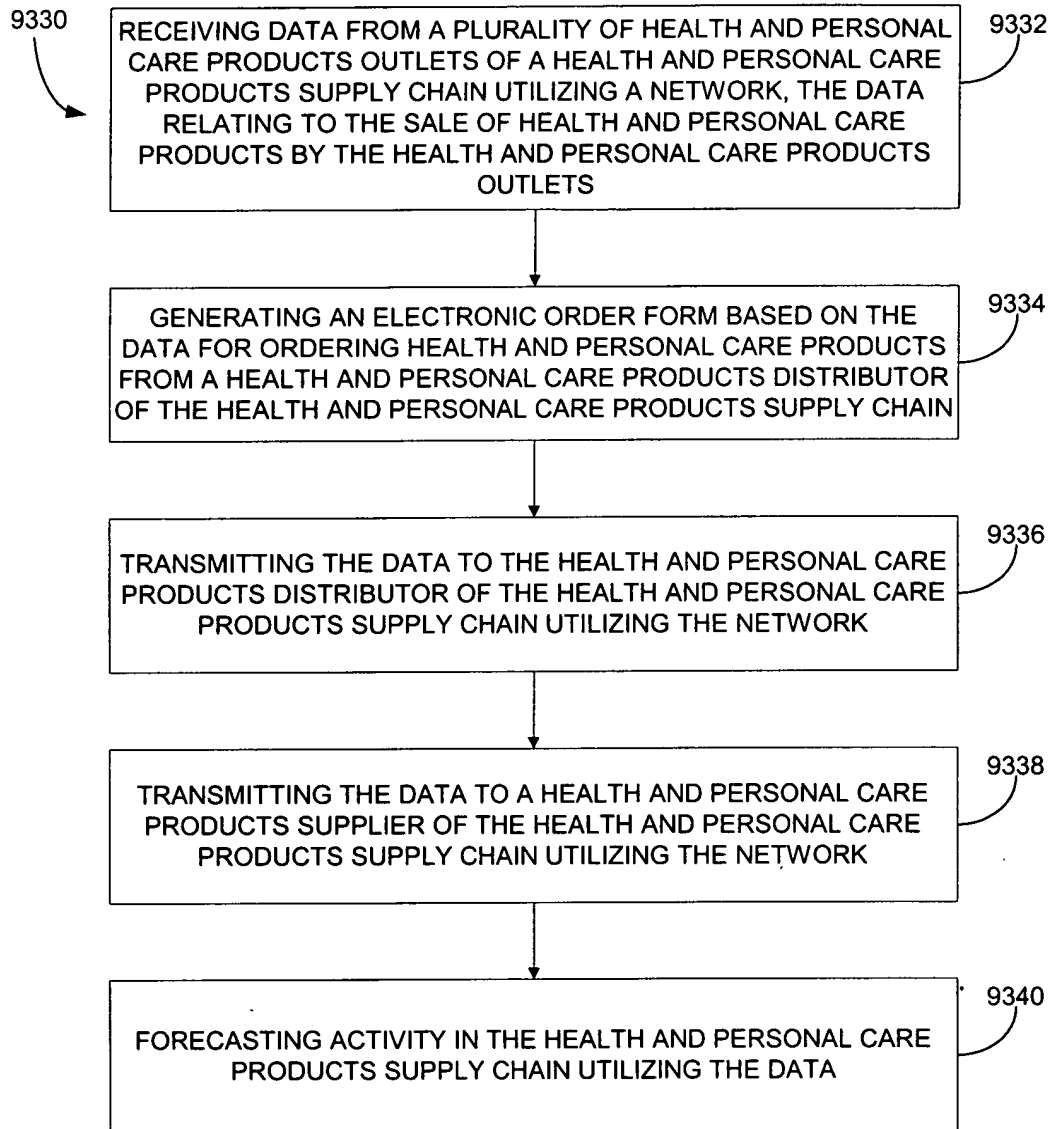 9330
RECEIVING DATA FROM A PLURALITY OF HEALTH AND PERSONAL
CARE PRODUCTS OUTLETS OF A HEALTH AND PERSONAL CARE
PRODUCTS SUPPLY CHAIN UTILIZING A NETWORK, THE DATA
RELATING TO THE SALE OF HEALTH AND PERSONAL CARE
PRODUCTS BY THE HEALTH AND PERSONAL CARE PRODUCTS
OUTLETS
9332
GENERATING AN ELECTRONIC ORDER FORM BASED ON THE
DATA FOR ORDERING HEALTH AND PERSONAL CARE PRODUCTS
FROM A HEALTH AND PERSONAL CARE PRODUCTS DISTRIBUTOR
OF THE HEALTH AND PERSONAL CARE PRODUCTS SUPPLY CHAIN
9334
TRANSMITTING THE DATA TO THE HEALTH AND PERSONAL CARE
PRODUCTS DISTRIBUTOR OF THE HEALTH AND PERSONAL CARE
PRODUCTS SUPPLY CHAIN UTILIZING THE NETWORK
9336
TRANSMITTING THE DATA TO A HEALTH AND PERSONAL CARE
PRODUCTS SUPPLIER OF THE HEALTH AND PERSONAL CARE
PRODUCTS SUPPLY CHAIN UTILIZING THE NETWORK
9338
FORECASTING ACTIVITY IN THE HEALTH AND PERSONAL CARE
PRODUCTS SUPPLY CHAIN UTILIZING THE DATA
9340